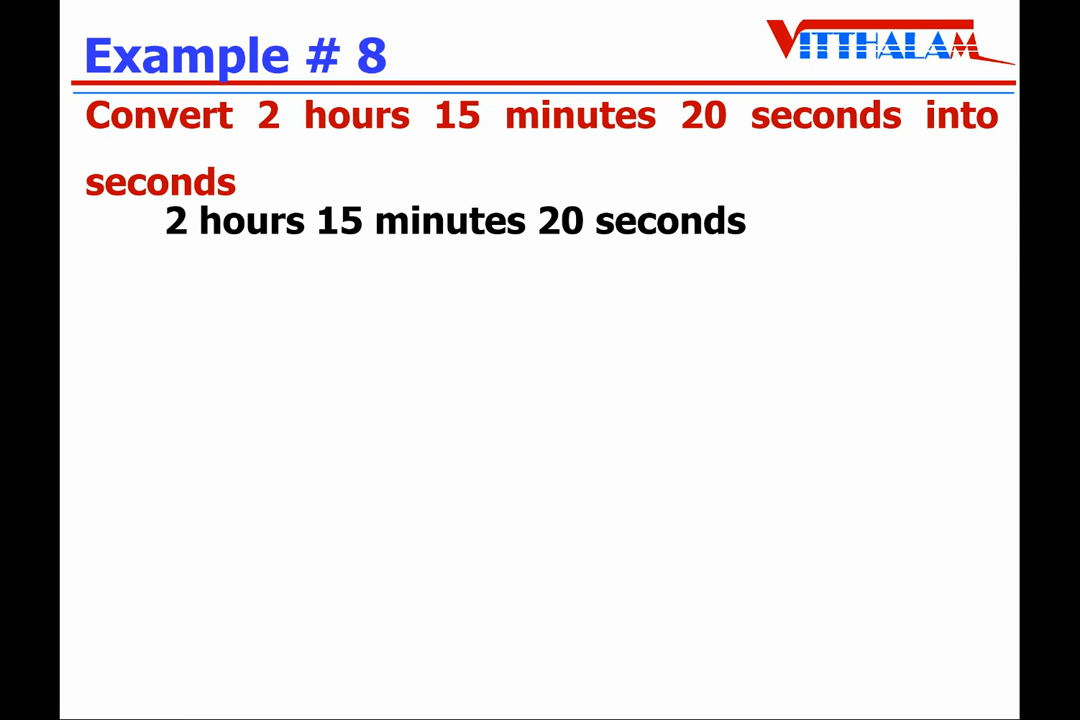 Example # 8
VITTHALAM
Convert 2 hours 15 minutes 20 seconds into
seconds
2 hours 15 minutes 20 seconds